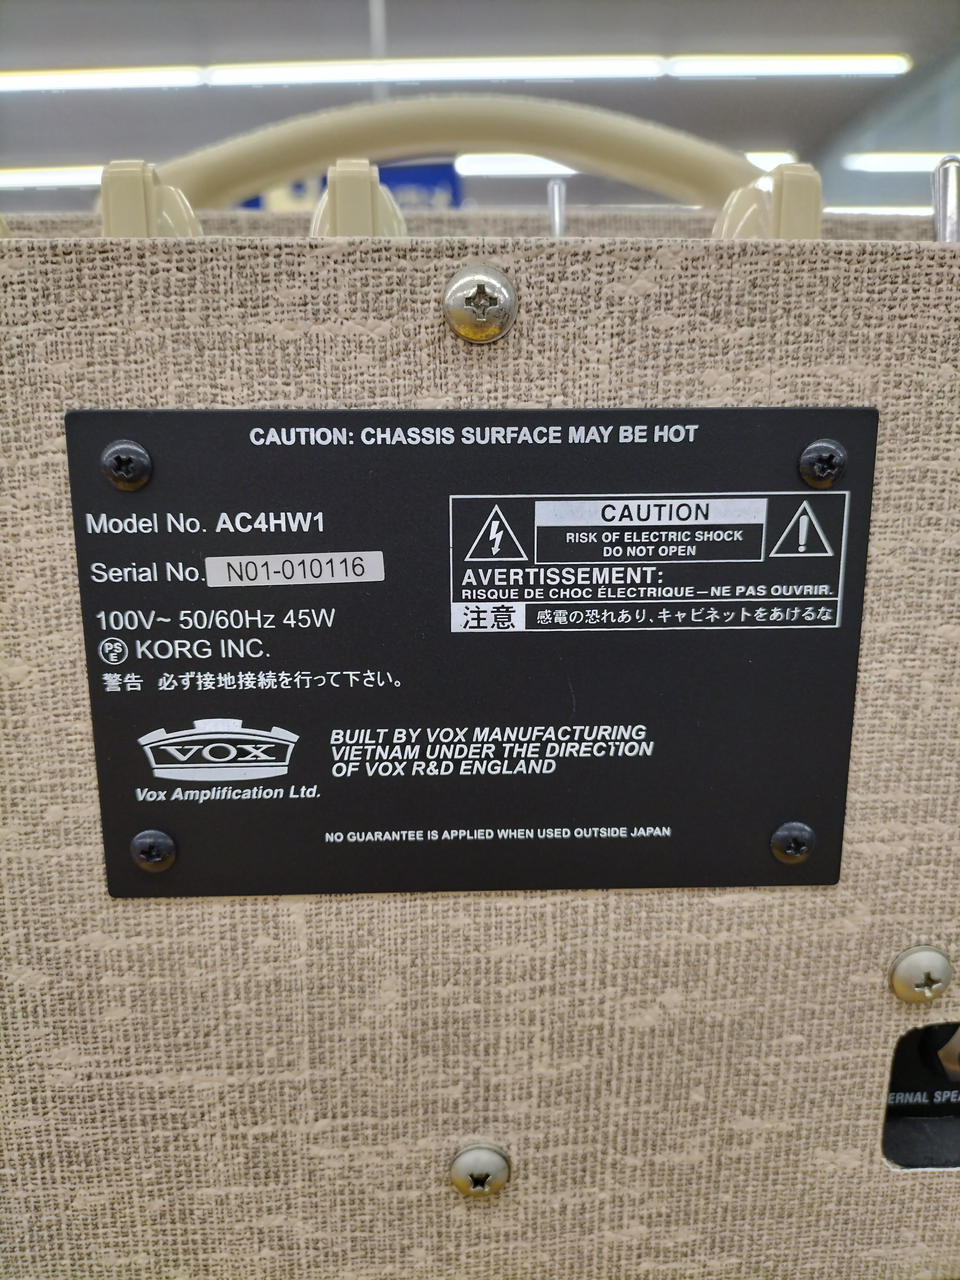 CAUTION: CHASSIS SURFACE MAY BE HOT
Model No. AC4HW1
Serial No. N01-010116
100V~ 50/60Hz 45W
PSE KORG INC.
警告 必ず接地接続を行って下さい。
CAUTION
RISK OF ELECTRIC SHOCK
DO NOT OPEN
AVERTISSEMENT:
RISQUE DE CHOC ÉLECTRIQUE—NE PAS OUVRIR.
注意 感電の恐れあり、キャビネットをあけるな
VOX
Vox Amplification Ltd.
BUILT BY VOX MANUFACTURING
VIETNAM UNDER THE DIRECTION
OF VOX R&D ENGLAND
NO GUARANTEE IS APPLIED WHEN USED OUTSIDE JAPAN